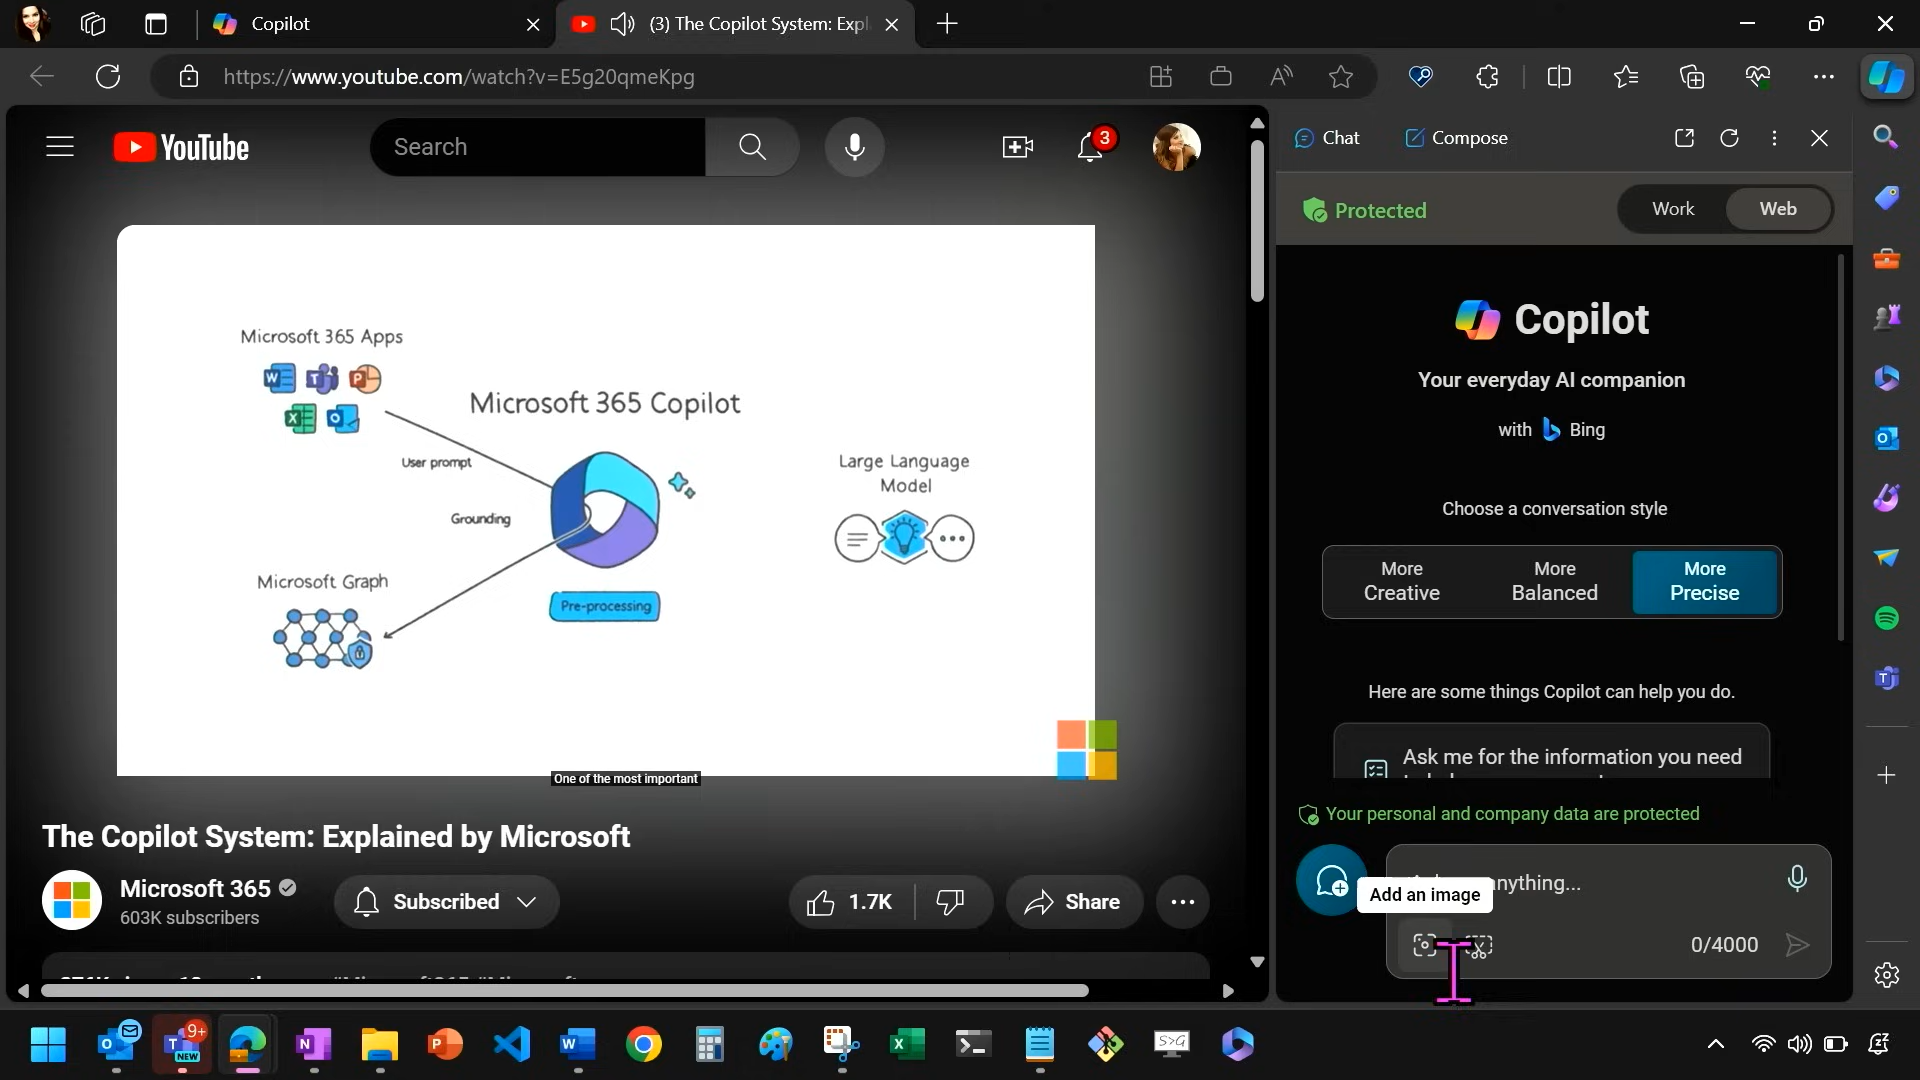 Copilot
(3) The Copilot System: Expl
https://www.youtube.com/watch?v=E5g20qmeKpg
YouTube
Search
3
Chat
Compose
Protected
Work
Web
Microsoft 365 Apps
Microsoft 365 Copilot
User prompt
Grounding
Large Language
Model
Microsoft Graph
Pre-processing
One of the most important
Copilot
Your everyday AI companion
with Bing
Choose a conversation style
More
Creative
More
Balanced
More
Precise
Here are some things Copilot can help you do.
Ask me for the information you need
Your personal and company data are protected
anything...
Add an image
0/4000
The Copilot System: Explained by Microsoft
Microsoft 365
603K subscribers
Subscribed
1.7K
Share
9+
NEW
S>G